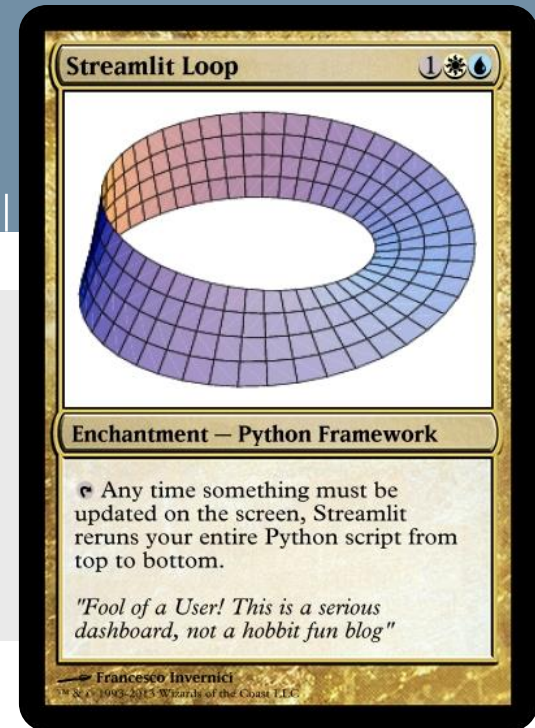 Streamlit Loop 1
Enchantment — Python Framework
Any time something must be
updated on the screen, Streamlit
reruns your entire Python script from
top to bottom.
"Fool of a User! This is a serious
dashboard, not a hobbit fun blog"
Francesco Invernici
™ & © 1993-2013 Wizards of the Coast LLC